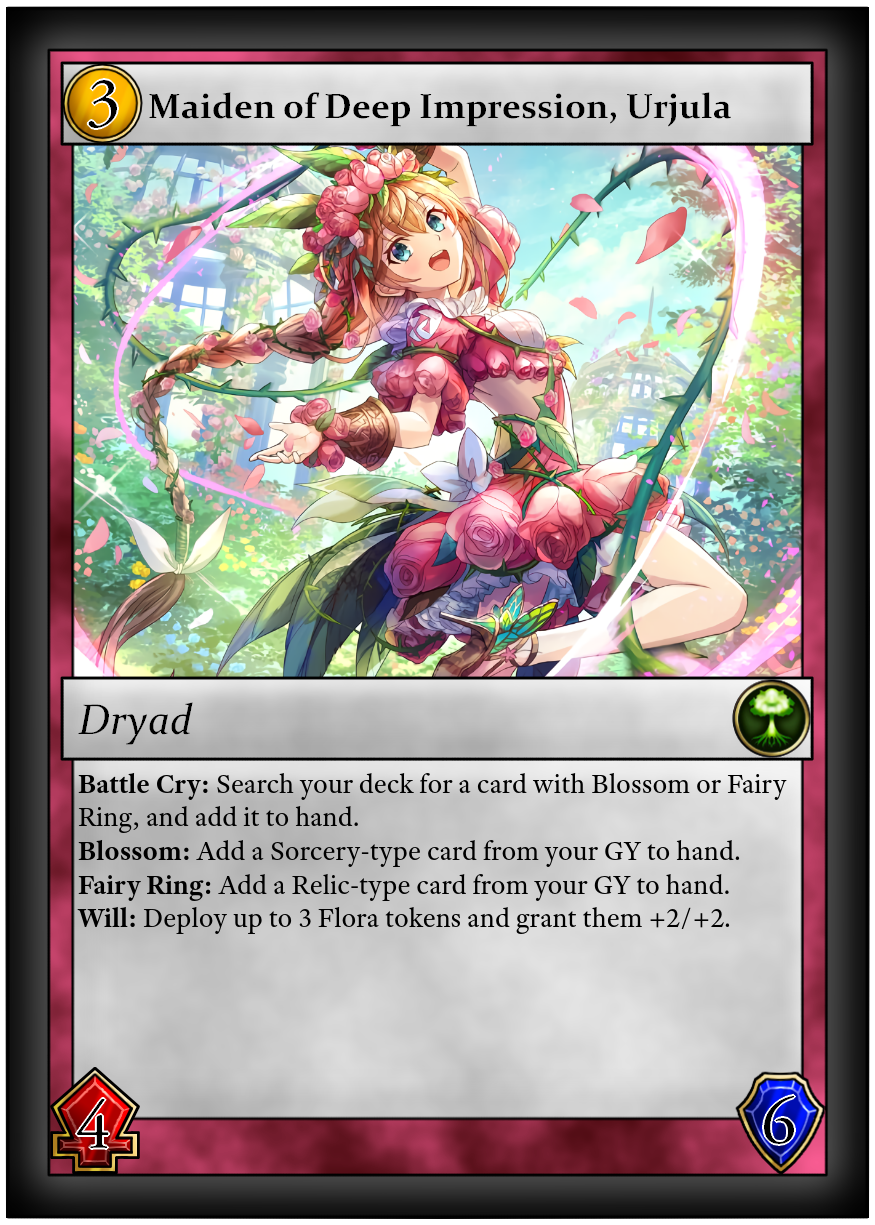 3 Maiden of Deep Impression, Urjula
Dryad
Battle Cry: Search your deck for a card with Blossom or Fairy
Ring, and add it to hand.
Blossom: Add a Sorcery-type card from your GY to hand.
Fairy Ring: Add a Relic-type card from your GY to hand.
Will: Deploy up to 3 Flora tokens and grant them +2/+2.
4
6